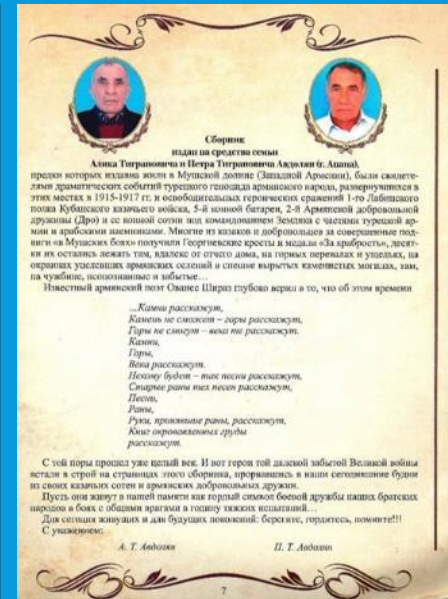 Сборник
издан на средства семьи
Алика Тиграновича и Петра Тиграновича Авдолян (г. Анапа),
предки которых издавна жили в Мушской долине (Западной Армении), были свидете-
лями драматических событий турецкого геноцида армянского народа, развернувшихся в
этих местах в 1915-1917 гг. и освободительных героических сражений 1-го Лабинского
полка Кубанского казачьего войска, 5-й конной батареи, 2-й Армянской добровольной
дружины (Дро) и ее конной сотни под командованием Земляка с частями турецкой ар-
мии и арабскими наемниками. Многие из казаков и добровольцев за совершенные под-
виги «в Мушских боях» получили Георгиевские кресты и медали «За храбрость», десят-
ки их остались лежать там, вдалеке от отчего дома, на горных перевалах и ущельях, на
окраинах уцелевших армянских селений в спешке вырытых каменистых могилах, там,
на чужбине, неопознанные и забытые…
Известный армянский поэт Ованес Шираз глубоко верил в то, что об этом времени
...Камни расскажут,
Камень не сможет – горы расскажут,
Горы не смогут – века те расскажут.
Камни,
Горы,
Века расскажут.
Некому будет – так песни расскажут,
Старые раны тех песен расскажут,
Песнь,
Раны,
Руки, раны, расскажут,
Книг окровавленных груды
расскажут.
С той поры прошел уже целый век. И вот герои той далекой забытой Великой войны
встали в строй на страницах этого сборника, прорвавшись в наши сегодняшние будни
из своих казачьих сотен и армянских добровольных дружин.
Пусть они живут в нашей памяти как гордый символ боевой дружбы наших братских
народов в боях с общими врагами в годину тяжких испытаний…
Для сегодня живущих и для будущих поколений: берегите, гордитесь, помните!!!
С уважением:
А. Т. Авдолян П. Т. Авдолян
7